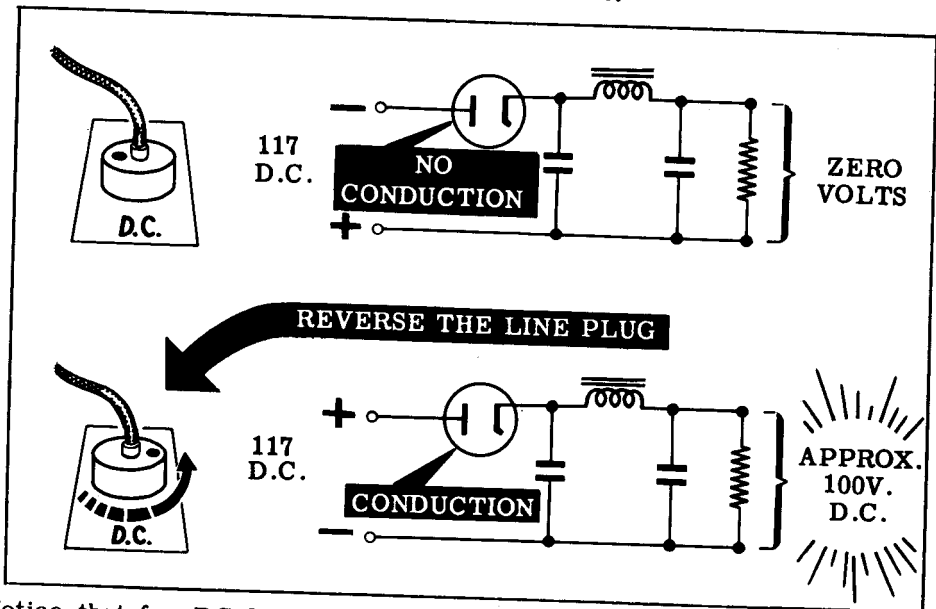 117
D.C.
NO
CONDUCTION
ZERO
VOLTS
D.C.
REVERSE THE LINE PLUG
117
D.C.
CONDUCTION
APPROX.
100V.
D.C.
D.C.